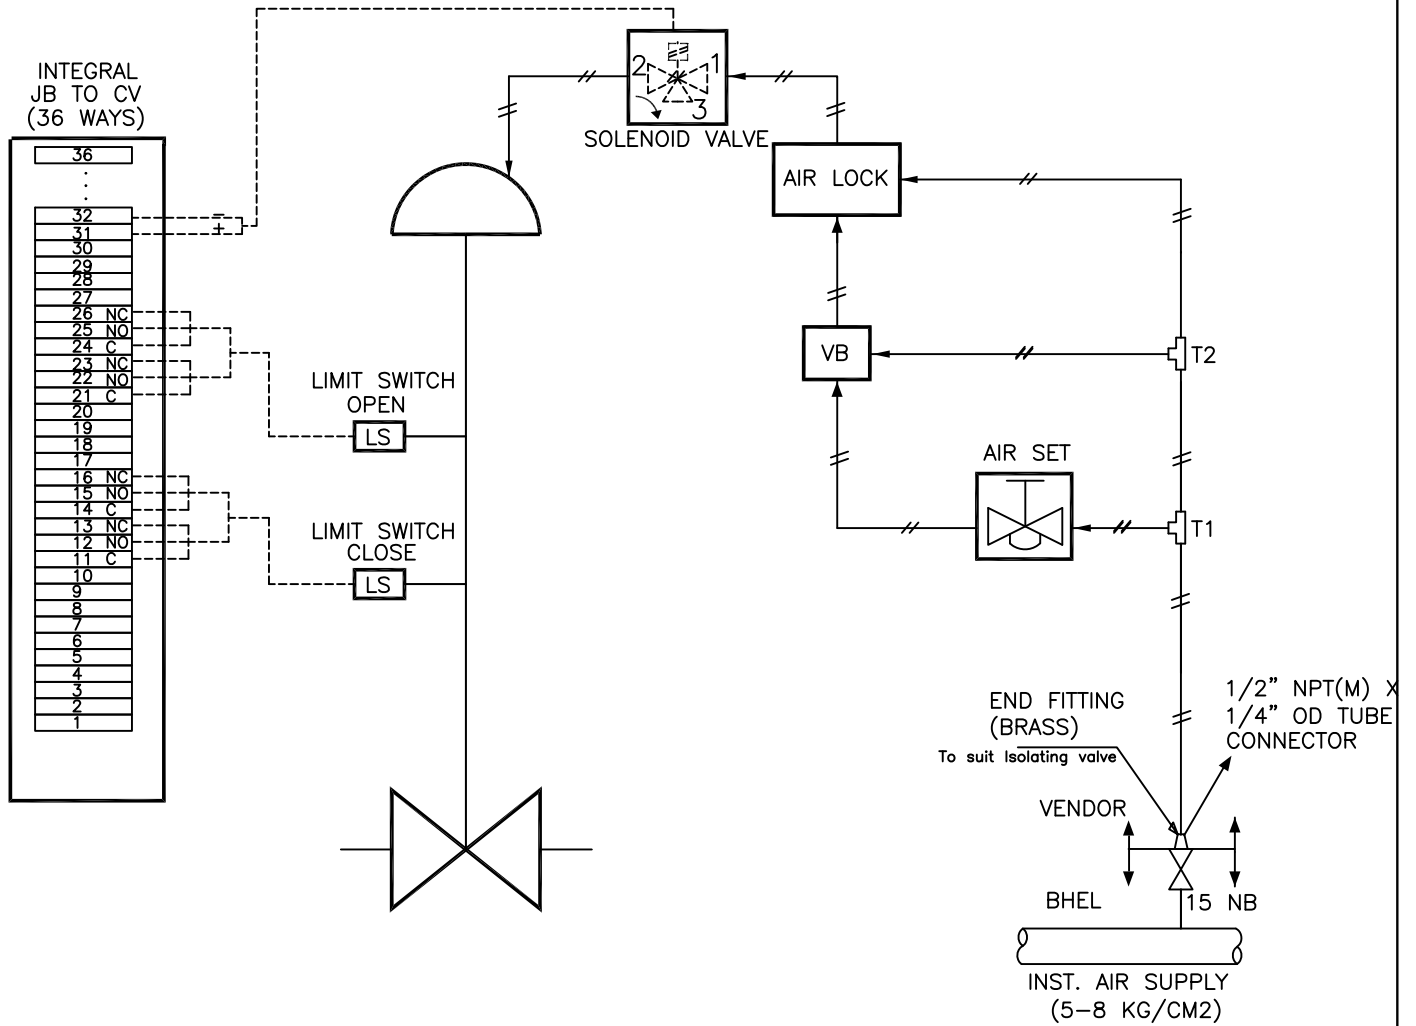 INTEGRAL
JB TO CV
(36 WAYS)
36
32
31
30
29
28
27
26 NC
25 NO
24 C
23 NC
22 NO
21 C
20
19
18
17
16 NC
15 NO
14 C
13 NC
12 NO
11 C
10
9
8
7
6
5
4
3
2
1
−
+
2
1
3
SOLENOID VALVE
AIR LOCK
VB
T2
AIR SET
T1
LIMIT SWITCH
OPEN
LS
LIMIT SWITCH
CLOSE
LS
END FITTING
(BRASS)
To suit Isolating valve
1/2” NPT(M) X
1/4” OD TUBE
CONNECTOR
VENDOR
BHEL
15 NB
INST. AIR SUPPLY
(5−8 KG/CM2)